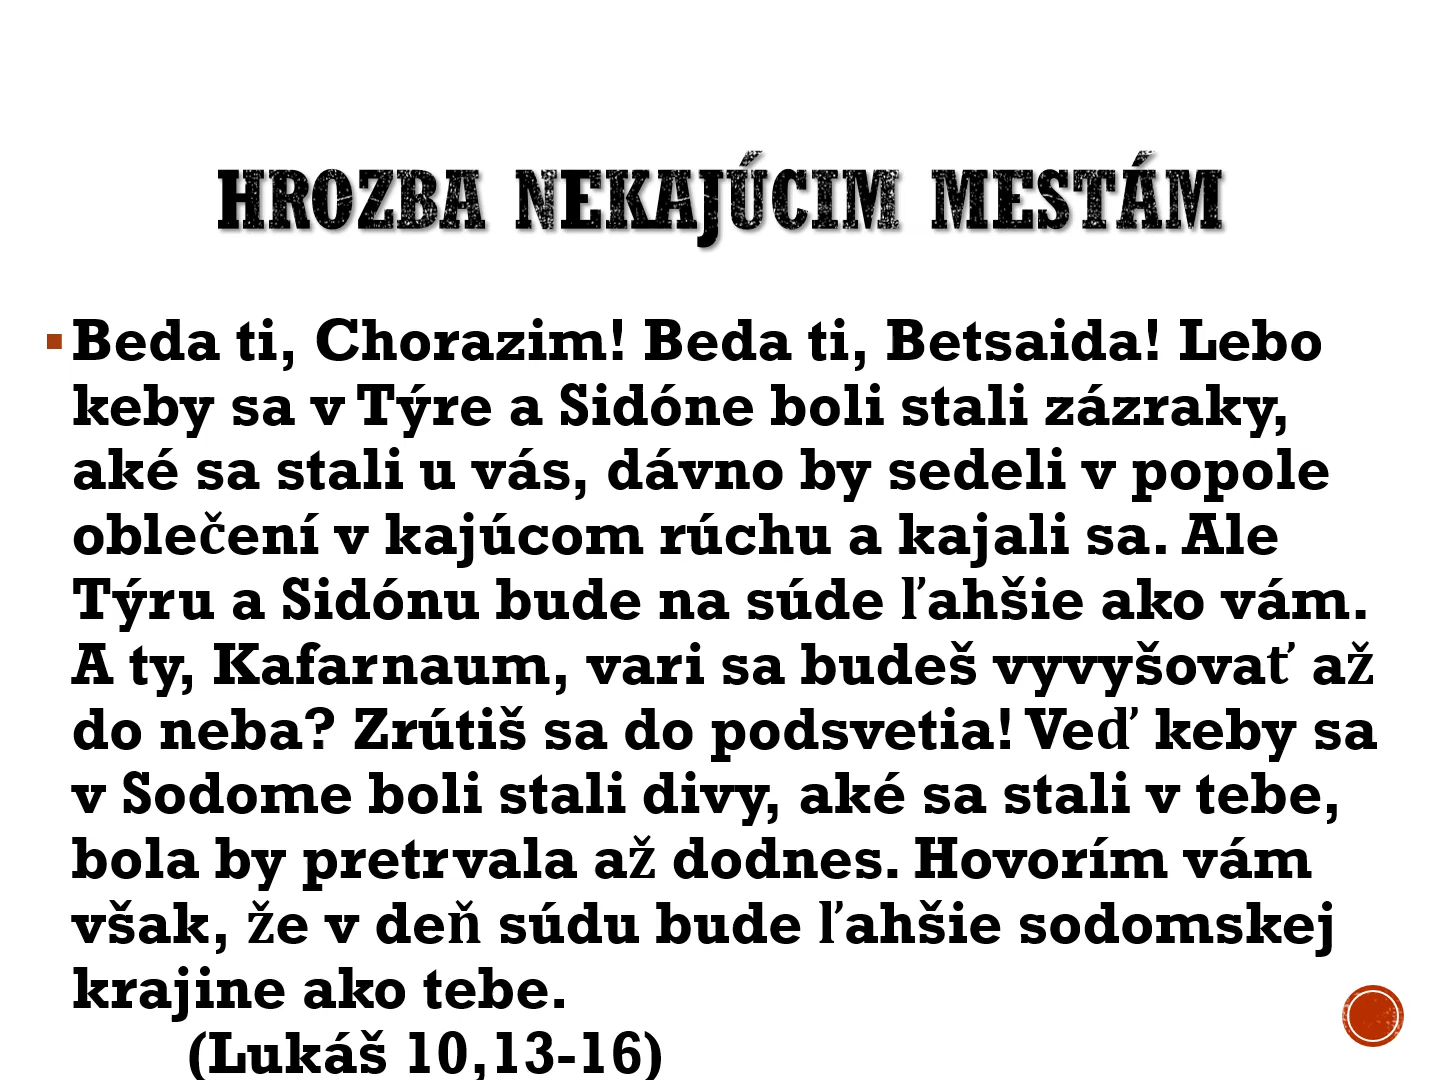 HROZBA NEKAJÚCIM MESTÁM
Beda ti, Chorazim! Beda ti, Betsaida! Lebo
keby sa v Týre a Sidóne boli stali zázraky,
aké sa stali u vás, dávno by sedeli v popole
oblečení v kajúcom rúchu a kajali sa. Ale
Týru a Sidónu bude na súde ľahšie ako vám.
A ty, Kafarnaum, vari sa budeš vyvyšovať až
do neba? Zrútiš sa do podsvetia! Veď keby sa
v Sodome boli stali divy, aké sa stali v tebe,
bola by pretrvala až dodnes. Hovorím vám
však, že v deň súdu bude ľahšie sodomskej
krajine ako tebe.
(Lukáš 10,13-16)